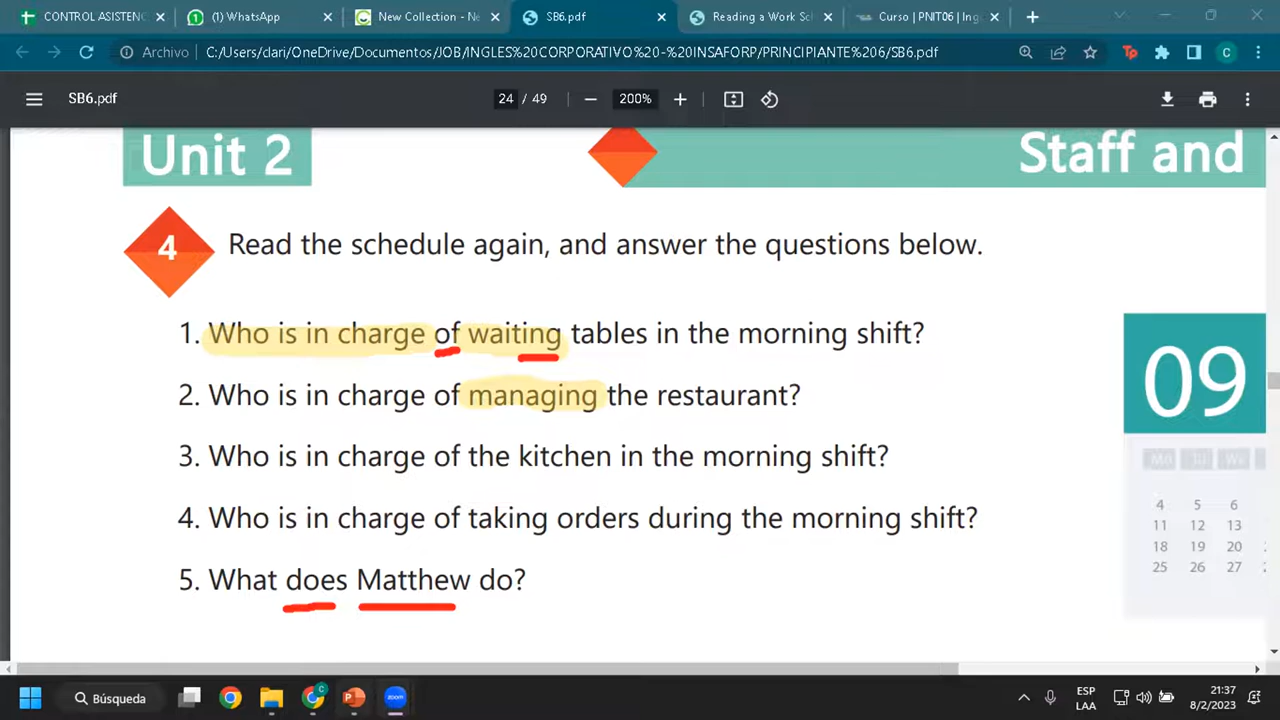 CONTROL ASISTENC
(1) WhatsApp
New Collection - Ne
SB6.pdf
Reading a Work Sc
Curso | PNIT06 | Ing
Archivo C:/Users/clari/OneDrive/Documentos/JOB/INGLES%20CORPORATIVO%20-%20INSAFORP/PRINCIPIANTE%206/SB6.pdf
SB6.pdf 24 / 49 200%
Unit 2 Staff and
4 Read the schedule again, and answer the questions below.
1. Who is in charge of waiting tables in the morning shift?
2. Who is in charge of managing the restaurant?
3. Who is in charge of the kitchen in the morning shift?
4. Who is in charge of taking orders during the morning shift?
5. What does Matthew do?
09
Mo Tu We
4 5 6
11 12 13
18 19 20
25 26 27
Búsqueda
zoom
ESP
LAA
21:37
8/2/2023